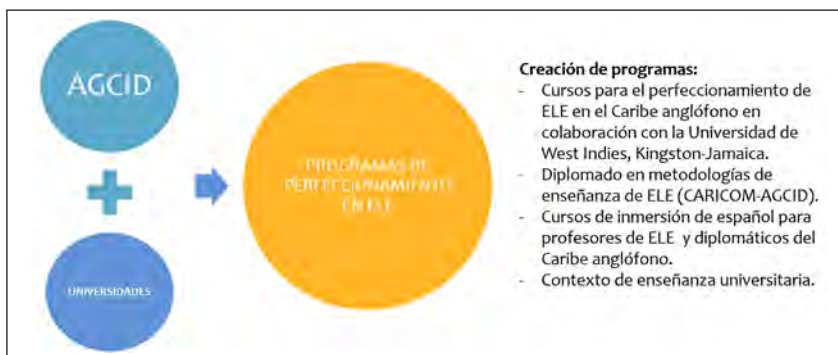 AGCID
UNIVERSIDADES
PROGRAMAS DE
PERFECCIONAMIENTO
EN ELE
Creación de programas:
- Cursos para el perfeccionamiento de
ELE en el Caribe anglófono en
colaboración con la Universidad de
West Indies, Kingston-Jamaica.
- Diplomado en metodologías de
enseñanza de ELE (CARICOM-AGCID).
- Cursos de inmersión de español para
profesores de ELE y diplomáticos del
Caribe anglófono.
- Contexto de enseñanza universitaria.